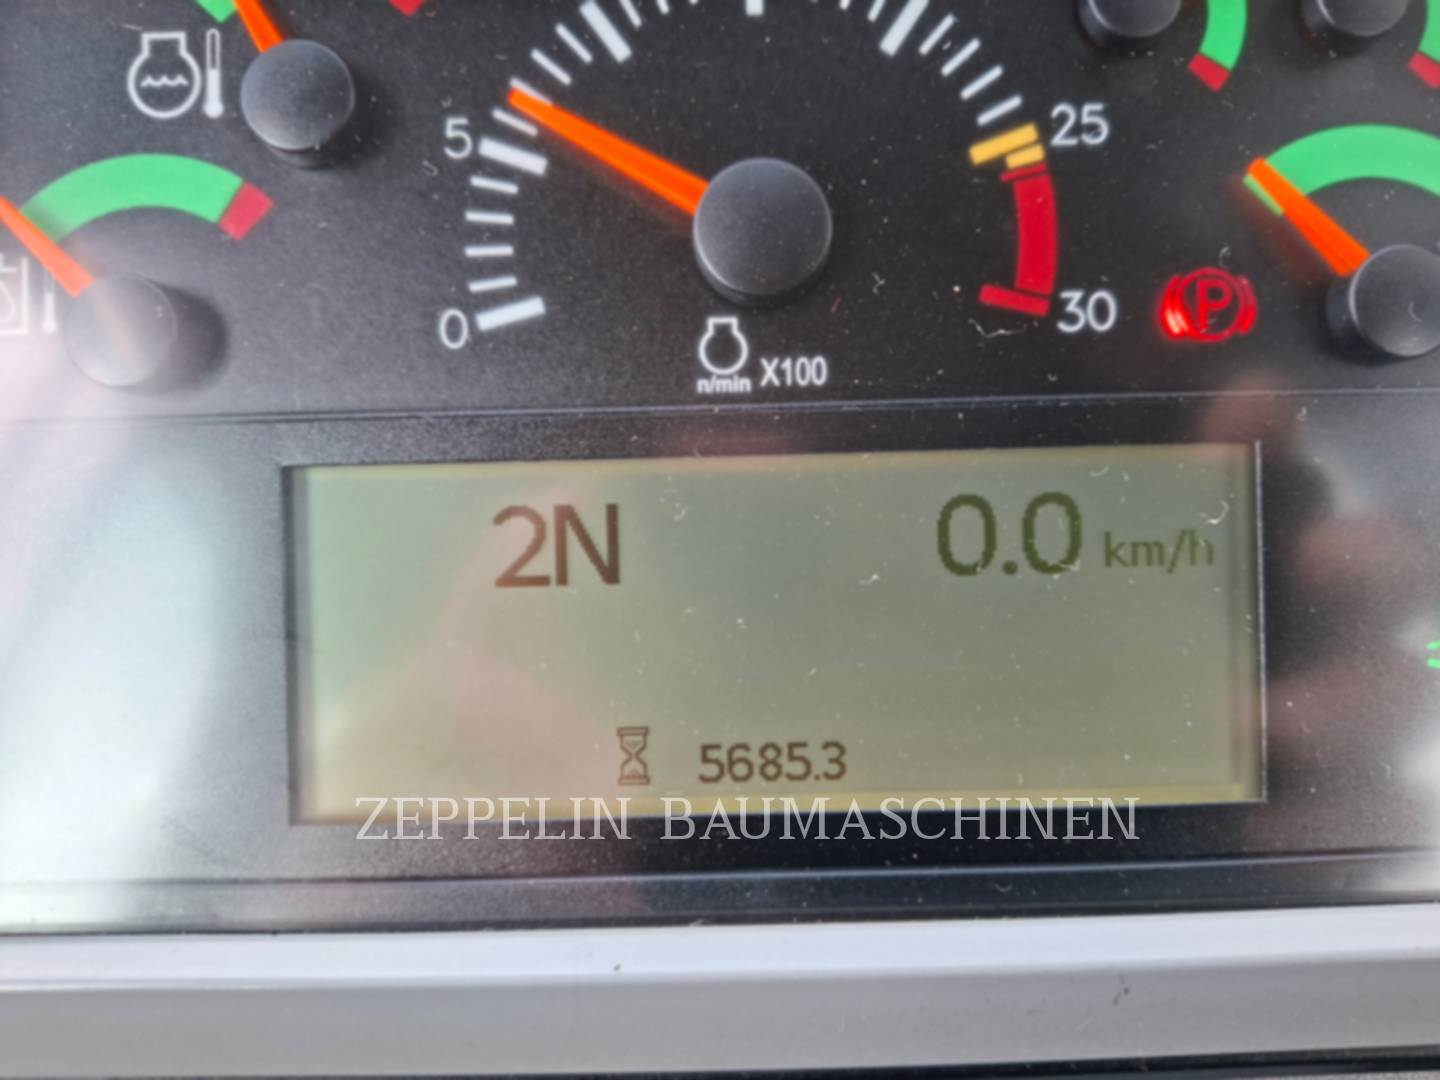 5
25
0
30
n/min X100
P
2N 0.0 km/h
5685.3
ZEPPELIN BAUMASCHINEN